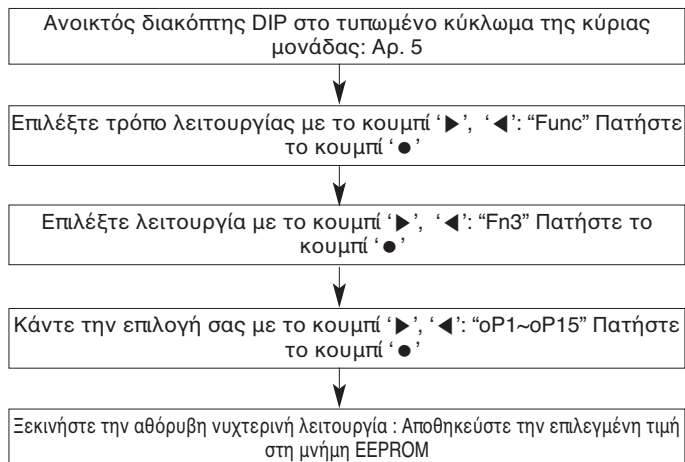 Ανοικτός διακόπτης DIP στο τυπωμένο κύκλωμα της κύριας
μονάδας: Αρ. 5
Επιλέξτε τρόπο λειτουργίας με το κουμπί ‘▶’, ‘◀’: “Func” Πατήστε
το κουμπί ‘●’
Επιλέξτε λειτουργία με το κουμπί ‘▶’, ‘◀’: “Fn3” Πατήστε το
κουμπί ‘●’
Κάντε την επιλογή σας με το κουμπί ‘▶’, ‘◀’: “oP1~oP15” Πατήστε
το κουμπί ‘●’
Ξεκινήστε την αθόρυβη νυχτερινή λειτουργία : Αποθηκεύστε την επιλεγμένη τιμή
στη μνήμη EEPROM